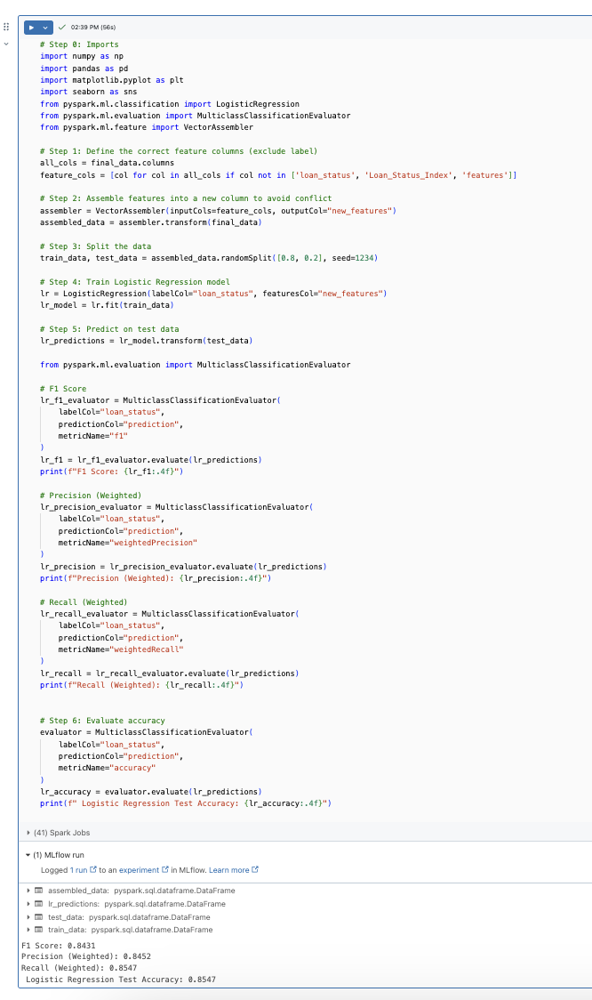 02:39 PM (56s)
# Step 0: Imports
import numpy as np
import pandas as pd
import matplotlib.pyplot as plt
import seaborn as sns
from pyspark.ml.classification import LogisticRegression
from pyspark.ml.evaluation import MulticlassClassificationEvaluator
from pyspark.ml.feature import VectorAssembler

# Step 1: Define the correct feature columns (exclude label)
all_cols = final_data.columns
feature_cols = [col for col in all_cols if col not in ['loan_status', 'Loan_Status_Index', 'features']]

# Step 2: Assemble features into a new column to avoid conflict
assembler = VectorAssembler(inputCols=feature_cols, outputCol="new_features")
assembled_data = assembler.transform(final_data)

# Step 3: Split the data
train_data, test_data = assembled_data.randomSplit([0.8, 0.2], seed=1234)

# Step 4: Train Logistic Regression model
lr = LogisticRegression(labelCol="loan_status", featuresCol="new_features")
lr_model = lr.fit(train_data)

# Step 5: Predict on test data
lr_predictions = lr_model.transform(test_data)

from pyspark.ml.evaluation import MulticlassClassificationEvaluator

# F1 Score
lr_f1_evaluator = MulticlassClassificationEvaluator(
    labelCol="loan_status",
    predictionCol="prediction",
    metricName="f1"
)
lr_f1 = lr_f1_evaluator.evaluate(lr_predictions)
print(f"F1 Score: {lr_f1:.4f}")

# Precision (Weighted)
lr_precision_evaluator = MulticlassClassificationEvaluator(
    labelCol="loan_status",
    predictionCol="prediction",
    metricName="weightedPrecision"
)
lr_precision = lr_precision_evaluator.evaluate(lr_predictions)
print(f"Precision (Weighted): {lr_precision:.4f}")

# Recall (Weighted)
lr_recall_evaluator = MulticlassClassificationEvaluator(
    labelCol="loan_status",
    predictionCol="prediction",
    metricName="weightedRecall"
)
lr_recall = lr_recall_evaluator.evaluate(lr_predictions)
print(f"Recall (Weighted): {lr_recall:.4f}")

# Step 6: Evaluate accuracy
evaluator = MulticlassClassificationEvaluator(
    labelCol="loan_status",
    predictionCol="prediction",
    metricName="accuracy"
)
lr_accuracy = evaluator.evaluate(lr_predictions)
print(f" Logistic Regression Test Accuracy: {lr_accuracy:.4f}")

(41) Spark Jobs
(1) MLflow run
Logged 1 run to an experiment in MLflow. Learn more
assembled_data: pyspark.sql.dataframe.DataFrame
lr_predictions: pyspark.sql.dataframe.DataFrame
test_data: pyspark.sql.dataframe.DataFrame
train_data: pyspark.sql.dataframe.DataFrame
F1 Score: 0.8431
Precision (Weighted): 0.8452
Recall (Weighted): 0.8547
 Logistic Regression Test Accuracy: 0.8547